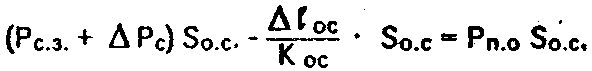 (Pс.з. + ΔPс) Sо.с. - Δℓос / Kос · Sо.с = Pп.о Sо.с.